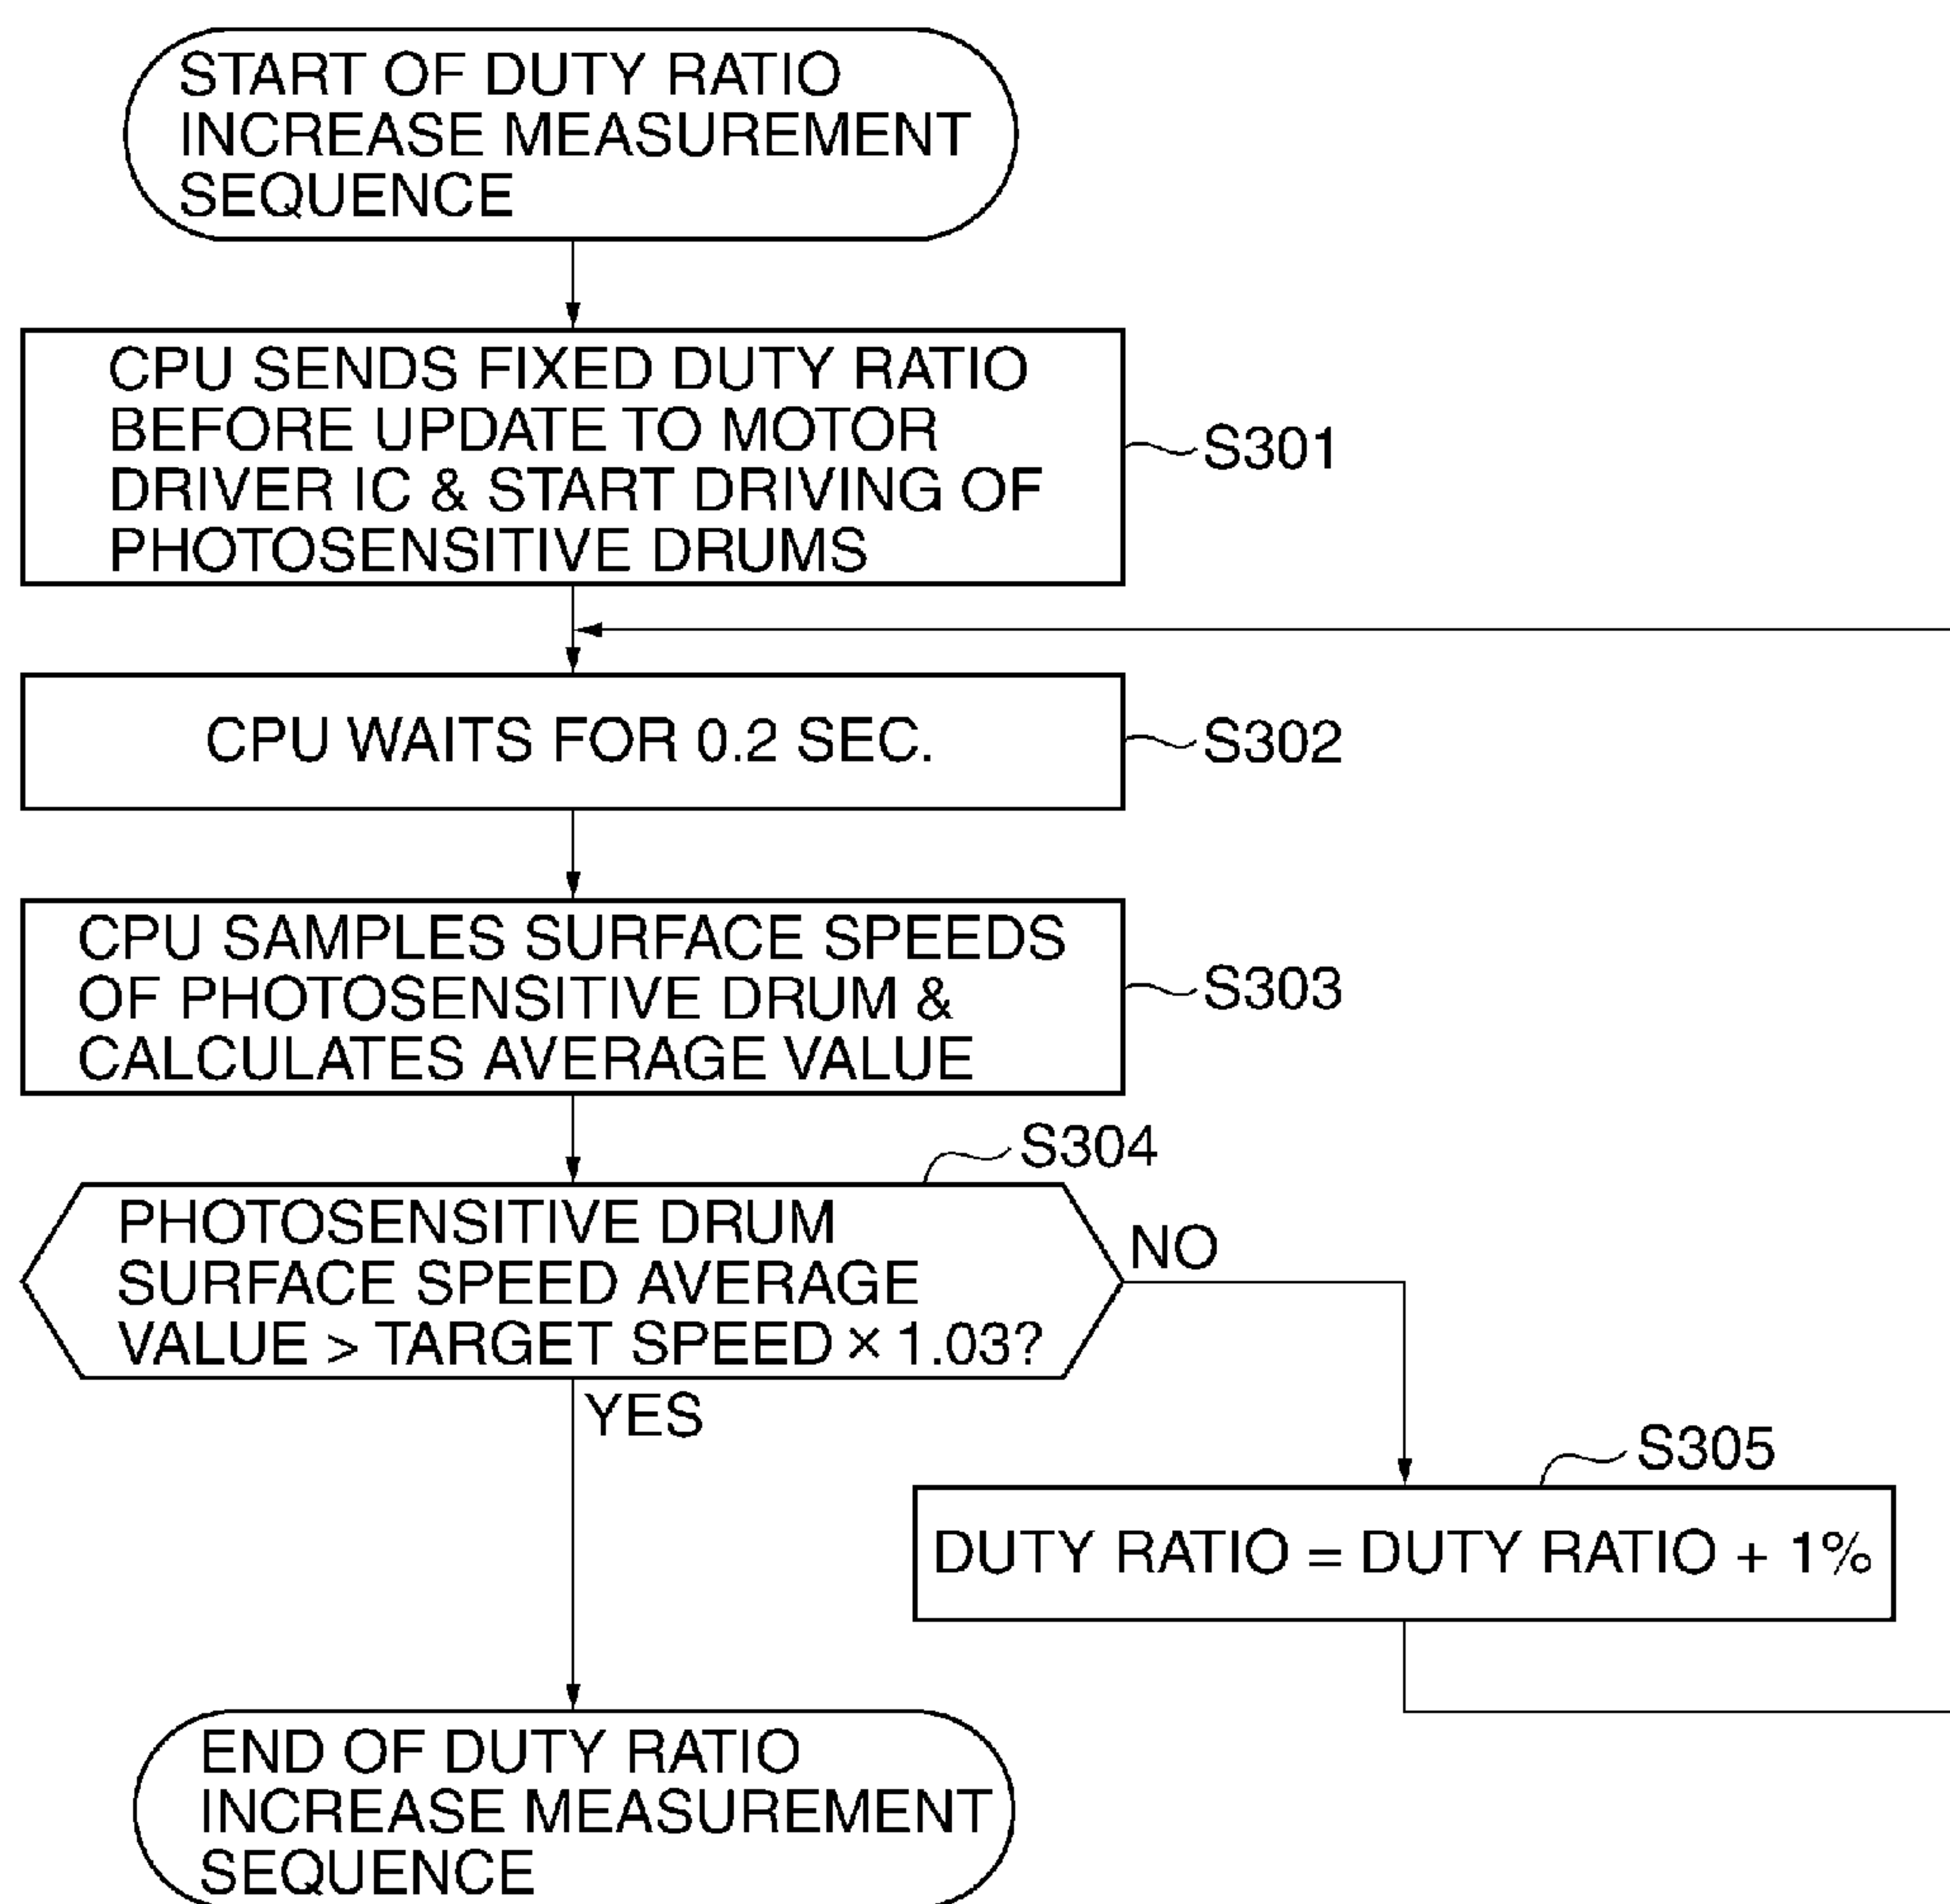 START OF DUTY RATIO
INCREASE MEASUREMENT
SEQUENCE
CPU SENDS FIXED DUTY RATIO
BEFORE UPDATE TO MOTOR
DRIVER IC & START DRIVING OF
PHOTOSENSITIVE DRUMS
S301
CPU WAITS FOR 0.2 SEC.
S302
CPU SAMPLES SURFACE SPEEDS
OF PHOTOSENSITIVE DRUM &
CALCULATES AVERAGE VALUE
S303
S304
PHOTOSENSITIVE DRUM
SURFACE SPEED AVERAGE
VALUE > TARGET SPEED × 1.03?
NO
YES
S305
DUTY RATIO = DUTY RATIO + 1%
END OF DUTY RATIO
INCREASE MEASUREMENT
SEQUENCE